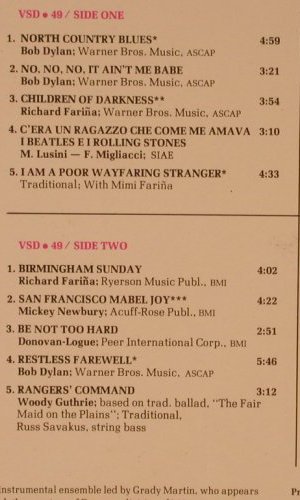 VSD • 49 / SIDE ONE
1. NORTH COUNTRY BLUES* 4:59
Bob Dylan; Warner Bros. Music, ASCAP
2. NO, NO, NO, IT AIN'T ME BABE 3:21
Bob Dylan; Warner Bros. Music, ASCAP
3. CHILDREN OF DARKNESS** 3:54
Richard Fariña; Warner Bros. Music, ASCAP
4. C'ERA UN RAGAZZO CHE COME ME AMAVA 3:10
I BEATLES E I ROLLING STONES
M. Lusini — F. Migliacci; SIAE
5. I AM A POOR WAYFARING STRANGER* 4:33
Traditional; With Mimi Fariña
VSD • 49 / SIDE TWO
1. BIRMINGHAM SUNDAY 4:02
Richard Fariña; Ryerson Music Publ., BMI
2. SAN FRANCISCO MABEL JOY*** 4:22
Mickey Newbury; Acuff-Rose Publ., BMI
3. BE NOT TOO HARD 2:51
Donovan-Logue; Peer International Corp., BMI
4. RESTLESS FAREWELL* 5:46
Bob Dylan; Warner Bros. Music, ASCAP
5. RANGERS' COMMAND 3:12
Woody Guthrie; based on trad. ballad, "The Fair
Maid on the Plains"; Traditional,
Russ Savakus, string bass
instrumental ensemble led by Grady Martin, who appears